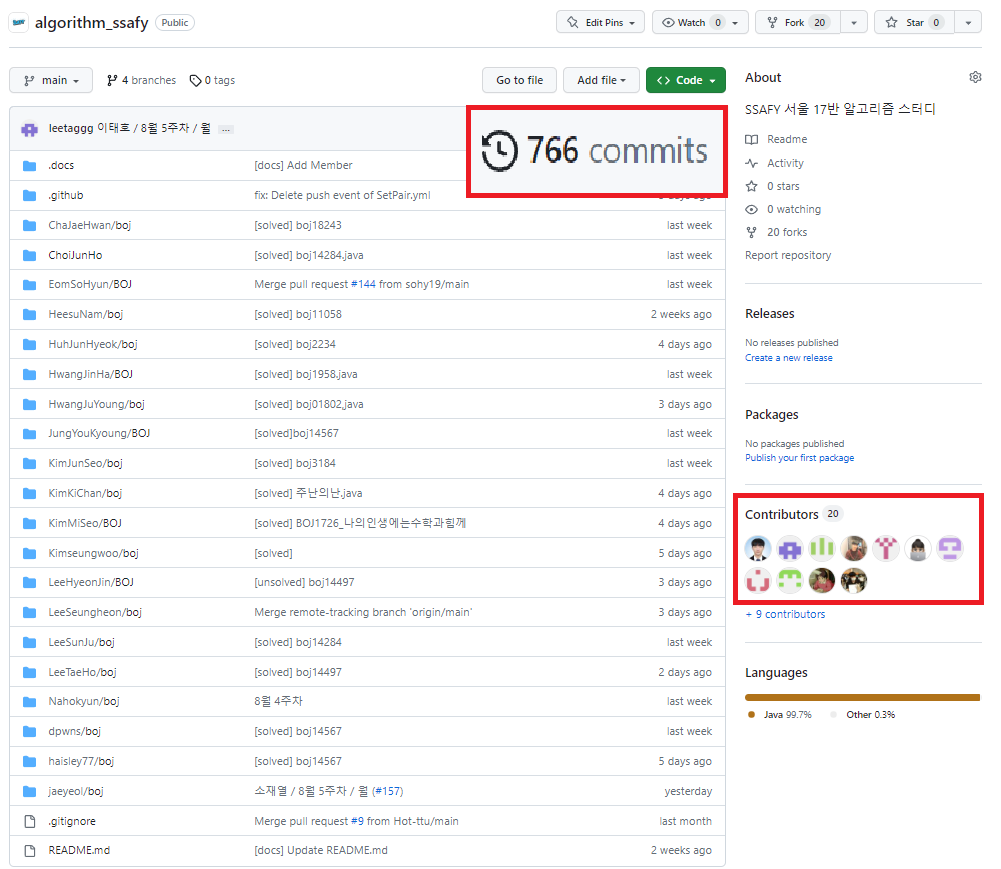 algorithm_ssafy Public
Edit Pins Watch 0 Fork 20 Star 0
main 4 branches 0 tags Go to file Add file Code
leetaggg 이태호 / 8월 5주차 / 월 ...
766 commits
.docs [docs] Add Member
.github fix: Delete push event of SetPair.yml
ChaJaeHwan/boj [solved] boj18243 last week
ChoiJunHo [solved] boj14284.java last week
EomSoHyun/BOJ Merge pull request #144 from sohy19/main last week
HeesuNam/boj [solved] boj11058 2 weeks ago
HuhJunHyeok/boj [solved] boj2234 4 days ago
HwangJinHa/BOJ [solved] boj1958.java last week
HwangJuYoung/boj [solved] boj01802.java 3 days ago
JungYouKyoung/BOJ [solved]boj14567 last week
KimJunSeo/boj [solved] boj3184 last week
KimKiChan/boj [solved] 주난의난.java 4 days ago
KimMiSeo/BOJ [solved] BOJ1726_나의인생에는수학과함께 4 days ago
Kimseungwoo/boj [solved] 5 days ago
LeeHyeonJin/BOJ [unsolved] boj14497 3 days ago
LeeSeungheon/boj Merge remote-tracking branch 'origin/main' 3 days ago
LeeSunJu/boj [solved] boj14284 last week
LeeTaeHo/boj [solved] boj14497 2 days ago
Nahokyun/boj 8월 4주차 last week
dpwns/boj [solved] boj14567 last week
haisley77/boj [solved] boj14567 5 days ago
jaeyeol/boj 소재열 / 8월 5주차 / 월 (#157) yesterday
.gitignore Merge pull request #9 from Hot-ttu/main last month
README.md [docs] Update README.md 2 weeks ago
About
SSAFY 서울 17반 알고리즘 스터디
Readme
Activity
0 stars
0 watching
20 forks
Report repository
Releases
No releases published
Create a new release
Packages
No packages published
Publish your first package
Contributors 20
+ 9 contributors
Languages
Java 99.7% Other 0.3%